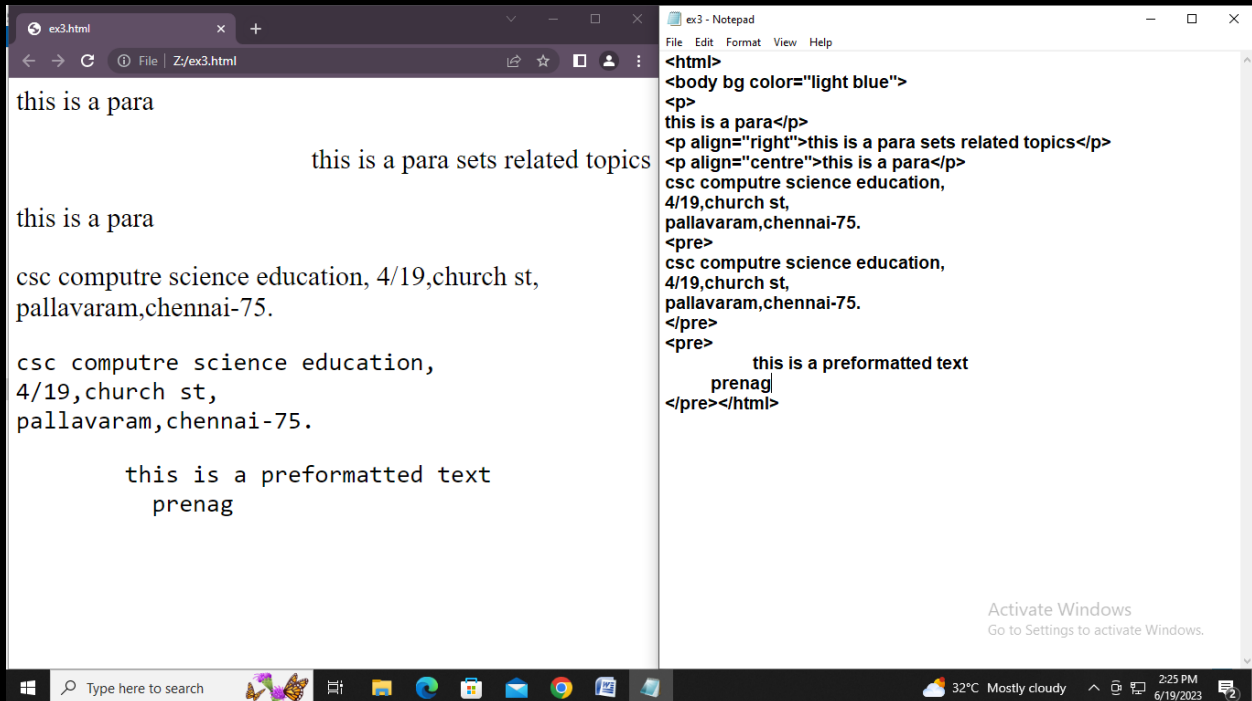 ex3.html
File Z:/ex3.html
this is a para
this is a para sets related topics
this is a para
csc computre science education, 4/19,church st,
pallavaram,chennai-75.
csc computre science education,
4/19,church st,
pallavaram,chennai-75.
this is a preformatted text
prenag
ex3 - Notepad
File Edit Format View Help
<html>
<body bg color="light blue">
<p>
this is a para</p>
<p align="right">this is a para sets related topics</p>
<p align="centre">this is a para</p>
csc computre science education,
4/19,church st,
pallavaram,chennai-75.
<pre>
csc computre science education,
4/19,church st,
pallavaram,chennai-75.
</pre>
<pre>
this is a preformatted text
prenag
</pre></html>
Activate Windows
Go to Settings to activate Windows.
Type here to search
32°C Mostly cloudy
2:25 PM
6/19/2023
2